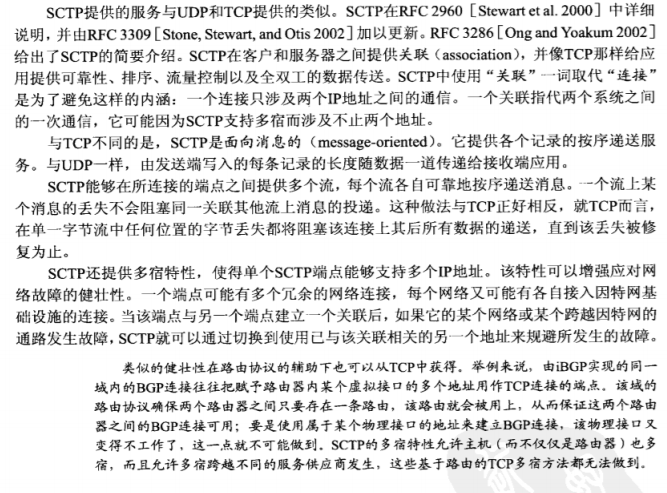 SCTP提供的服务与UDP和TCP提供的类似。SCTP在RFC 2960［Stewart et al. 2000］中详细
说明，并由RFC 3309［Stone, Stewart, and Otis 2002］加以更新。RFC 3286［Ong and Yoakum 2002］
给出了SCTP的简要介绍。SCTP在客户和服务器之间提供关联（association），并像TCP那样给应
用提供可靠性、排序、流量控制以及全双工的数据传送。SCTP中使用“关联”一词取代“连接”
是为了避免这样的内涵：一个连接只涉及两个IP地址之间的通信。一个关联指代两个系统之间
的一次通信，它可能因为SCTP支持多宿而涉及不止两个地址。
与TCP不同的是，SCTP是面向消息的（message-oriented）。它提供各个记录的按序递送服
务。与UDP一样，由发送端写入的每条记录的长度随数据一道传递给接收端应用。
SCTP能够在所连接的端点之间提供多个流，每个流各自可靠地按序递送消息。一个流上某
个消息的丢失不会阻塞同一关联其他流上消息的投递。这种做法与TCP正好相反，就TCP而言，
在单一字节流中任何位置的字节丢失都将阻塞该连接上其后所有数据的递送，直到该丢失被修
复为止。
SCTP还提供多宿特性，使得单个SCTP端点能够支持多个IP地址。该特性可以增强应对网
络故障的健壮性。一个端点可能有多个冗余的网络连接，每个网络又可能有各自接入因特网基
础设施的连接。当该端点与另一个端点建立一个关联后，如果它的某个网络或某个跨越因特网的
通路发生故障，SCTP就可以通过切换到使用已与该关联相关的另一个地址来规避所发生的故障。
类似的健壮性在路由协议的辅助下也可以从TCP中获得。举例来说，由iBGP实现的同一
域内的BGP连接往往把赋予路由器内某个虚拟接口的多个地址用作TCP连接的端点。该域的
路由协议确保两个路由器之间只要存在一条路由，该路由就会被用上，从而保证这两个路由
器之间的BGP连接可用；要是使用属于某个物理接口的地址来建立BGP连接，该物理接口又
变得不工作了，这一点就不可能做到。SCTP的多宿特性允许主机（而不仅仅是路由器）也多
宿，而且允许多宿跨越不同的服务供应商发生，这些基于路由的TCP多宿方法都无法做到。